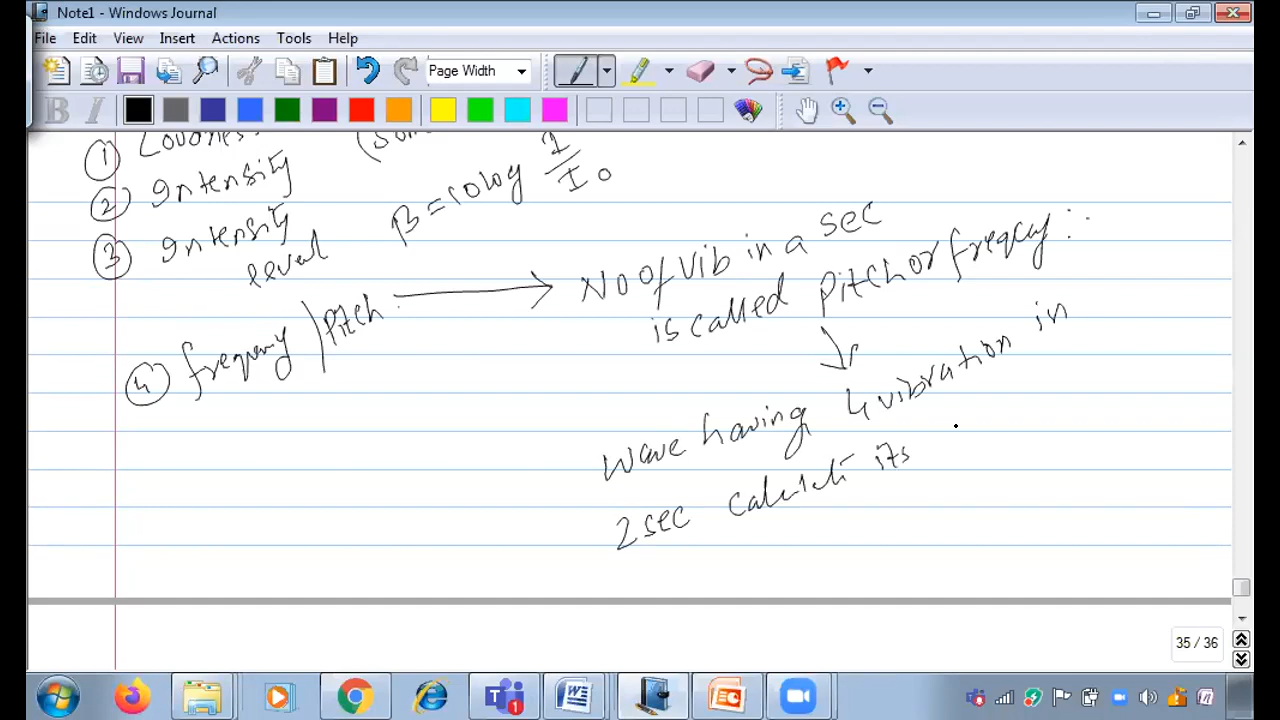 Note1 - Windows Journal
File Edit View Insert Actions Tools Help
Page Width
① Loudness
② Intensity
③ Intensity level
β = 10 log I/I₀
④ frequency / Pitch
No of Vib in a sec
is called Pitch or freqcy:
wave having 4 vibration in
2 sec calculate its
35 / 36